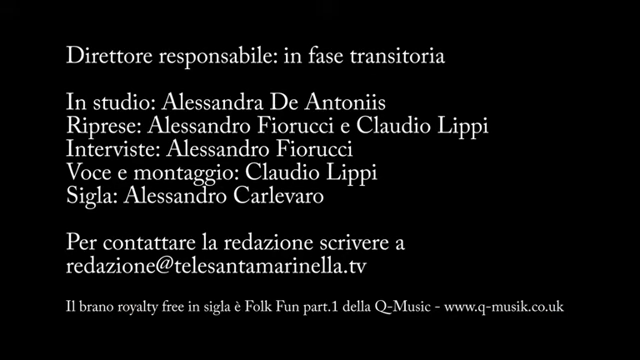 Direttore responsabile: in fase transitoria
In studio: Alessandra De Antoniis
Riprese: Alessandro Fiorucci e Claudio Lippi
Interviste: Alessandro Fiorucci
Voce e montaggio: Claudio Lippi
Sigla: Alessandro Carlevaro
Per contattare la redazione scrivere a
redazione@telesantamarinella.tv
Il brano royalty free in sigla è Folk Fun part.1 della Q-Music - www.q-musik.co.uk